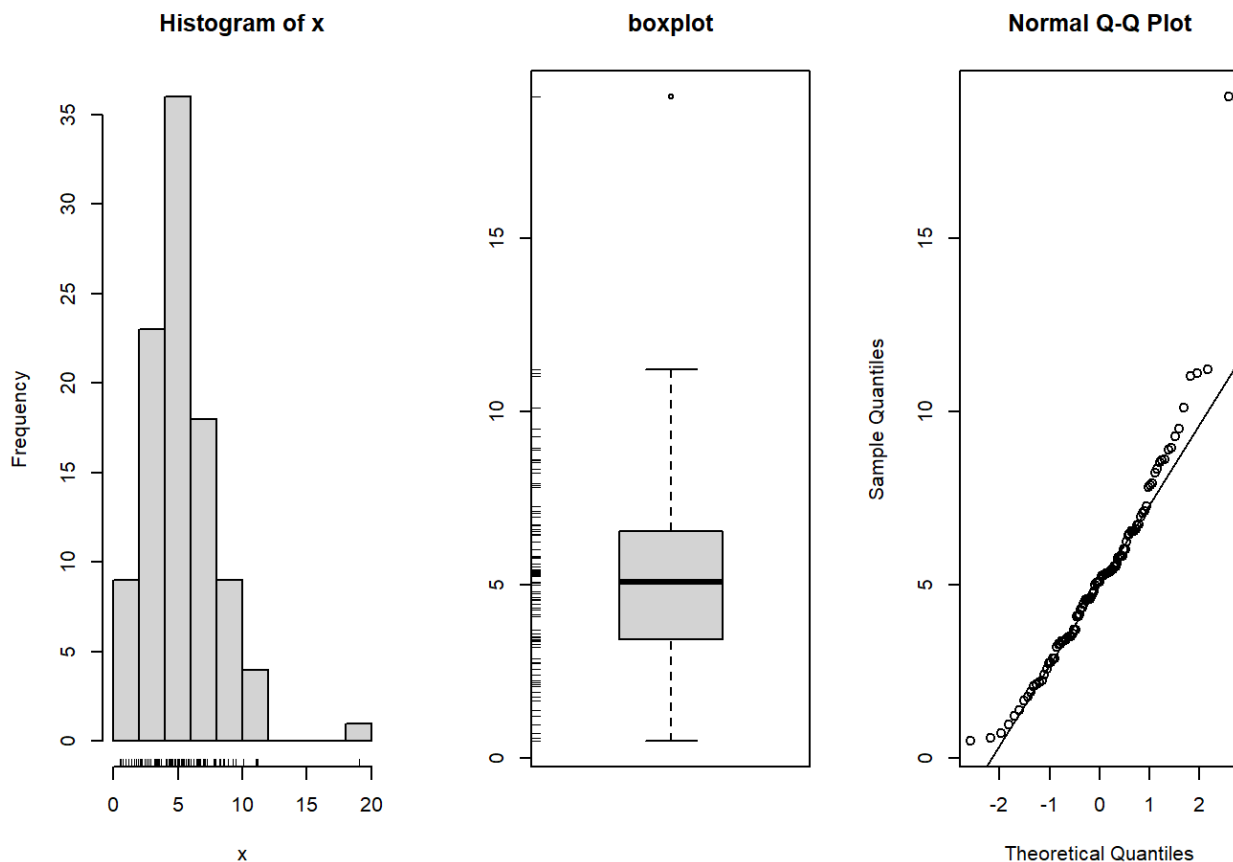 Histogram of x
Frequency
35
30
25
20
15
10
5
0
0 5 10 15 20
x
boxplot
15
10
5
0
Normal Q-Q Plot
Sample Quantiles
15
10
5
0
-2 -1 0 1 2
Theoretical Quantiles